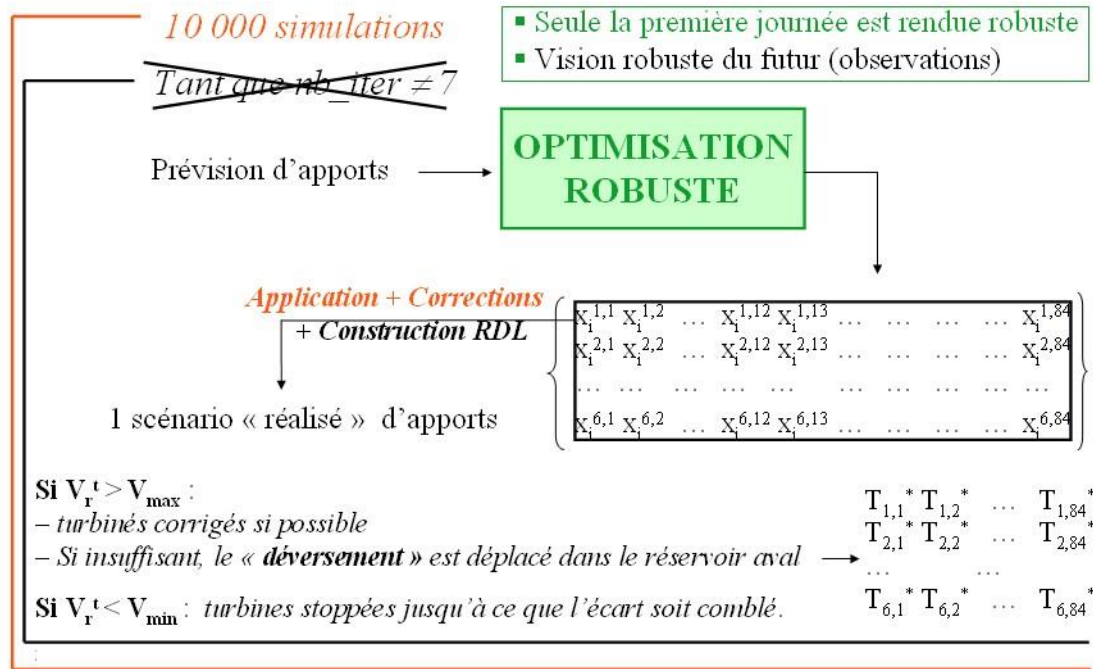 10 000 simulations
▪ Seule la première journée est rendue robuste
▪ Vision robuste du futur (observations)
Tant que nb_iter ≠ 7
Prévision d'apports
OPTIMISATION
ROBUSTE
Application + Corrections
+ Construction RDL
x_i^{1,1} x_i^{1,2} … x_i^{1,12} x_i^{1,13} … … … … x_i^{1,84}
x_i^{2,1} x_i^{2,2} … x_i^{2,12} x_i^{2,13} … … … … x_i^{2,84}
… … … … … … … … … …
x_i^{6,1} x_i^{6,2} … x_i^{6,12} x_i^{6,13} … … … … x_i^{6,84}
1 scénario « réalisé » d'apports
Si V_r^t > V_max :
– turbinés corrigés si possible
– Si insuffisant, le « déversement » est déplacé dans le réservoir aval
Si V_r^t < V_min : turbines stoppées jusqu'à ce que l'écart soit comblé.
T_{1,1}^* T_{1,2}^* … T_{1,84}^*
T_{2,1}^* T_{2,2}^* … T_{2,84}^*
… …
T_{6,1}^* T_{6,2}^* … T_{6,84}^*
: